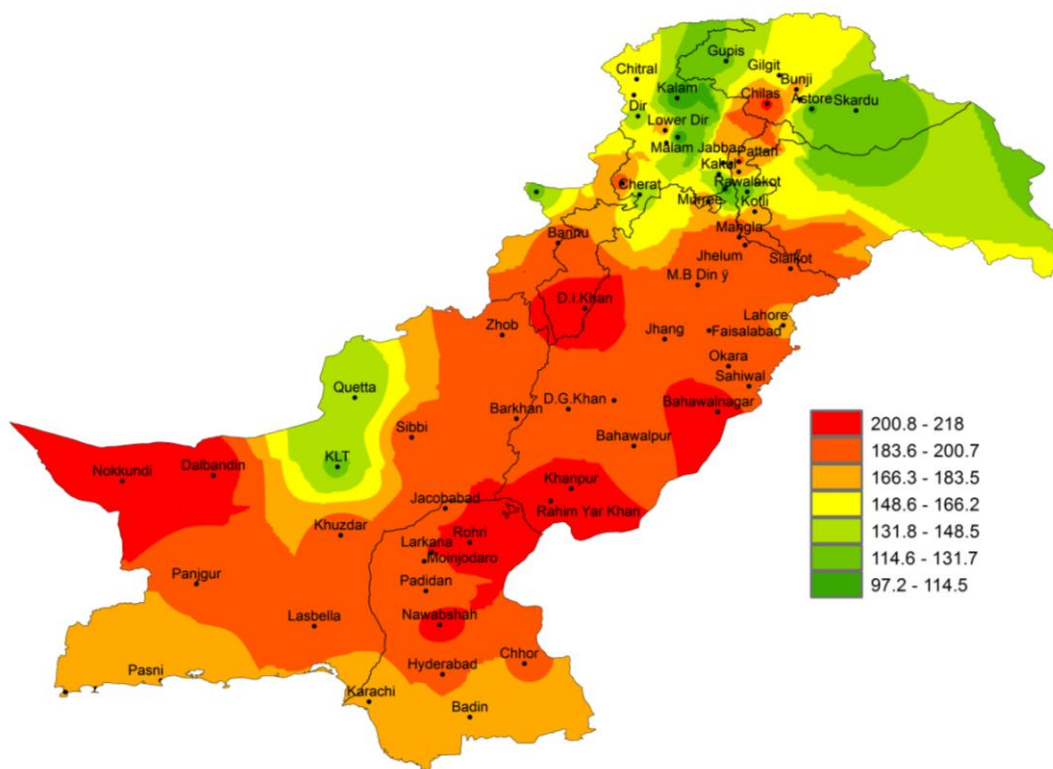 Gupis
Chitral
Gilgit
Bunji
Kalam
Chilas
Astore
Skardu
Dir
Lower Dir
Malam Jabbao
Pattan
Kakul
Cherat
Rawalakot
Murree
Kotli
Bannu
Mangla
Jhelum
Sialkot
M.B Din ÿ
D.I.Khan
Lahore
Zhob
Jhang
Faisalabad
Okara
Quetta
Sahiwal
D.G.Khan
Bahawalnagar
Barkhan
200.8 - 218
Sibbi
Bahawalpur
183.6 - 200.7
KLT
166.3 - 183.5
Nokkundi
Dalbandin
Khanpur
148.6 - 166.2
Jacobabad
Rahim Yar Khan
131.8 - 148.5
Khuzdar
Rohri
114.6 - 131.7
Larkana
Moinjodaro
97.2 - 114.5
Panjgur
Padidan
Lasbella
Nawabshah
Hyderabad
Chhor
Pasni
Karachi
Badin